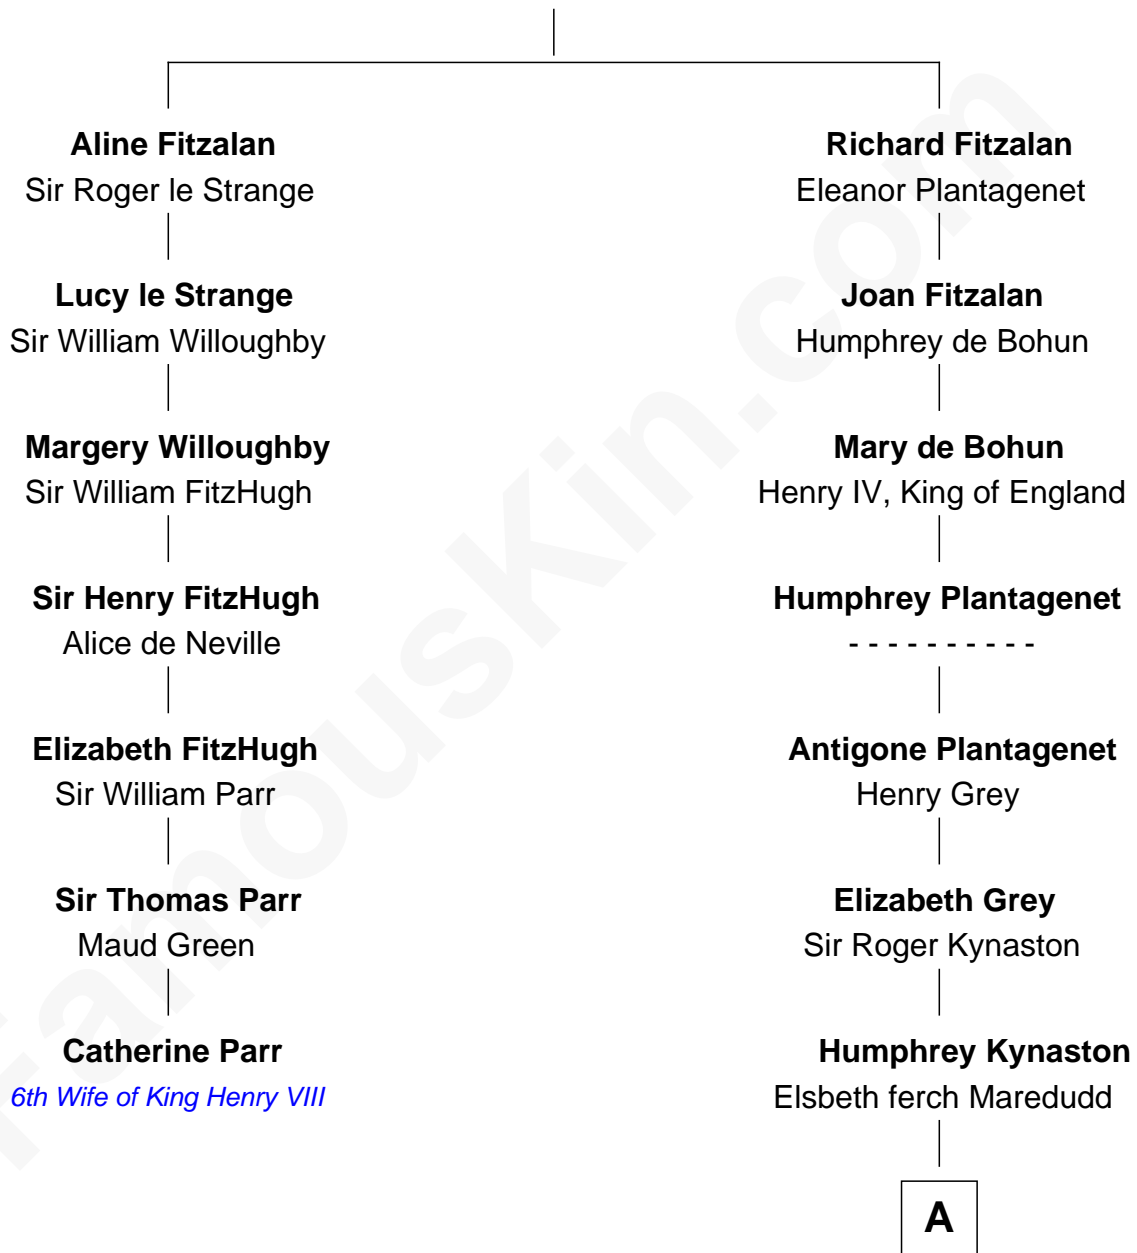 Aline Fitzalan
Sir Roger le Strange
Lucy le Strange
Sir William Willoughby
Margery Willoughby
Sir William FitzHugh
Sir Henry FitzHugh
Alice de Neville
Elizabeth FitzHugh
Sir William Parr
Sir Thomas Parr
Maud Green
Catherine Parr
6th Wife of King Henry VIII
Richard Fitzalan
Eleanor Plantagenet
Joan Fitzalan
Humphrey de Bohun
Mary de Bohun
Henry IV, King of England
Humphrey Plantagenet
- - - - - - - - - -
Antigone Plantagenet
Henry Grey
Elizabeth Grey
Sir Roger Kynaston
Humphrey Kynaston
Elsbeth ferch Maredudd
A
FamousKin.com